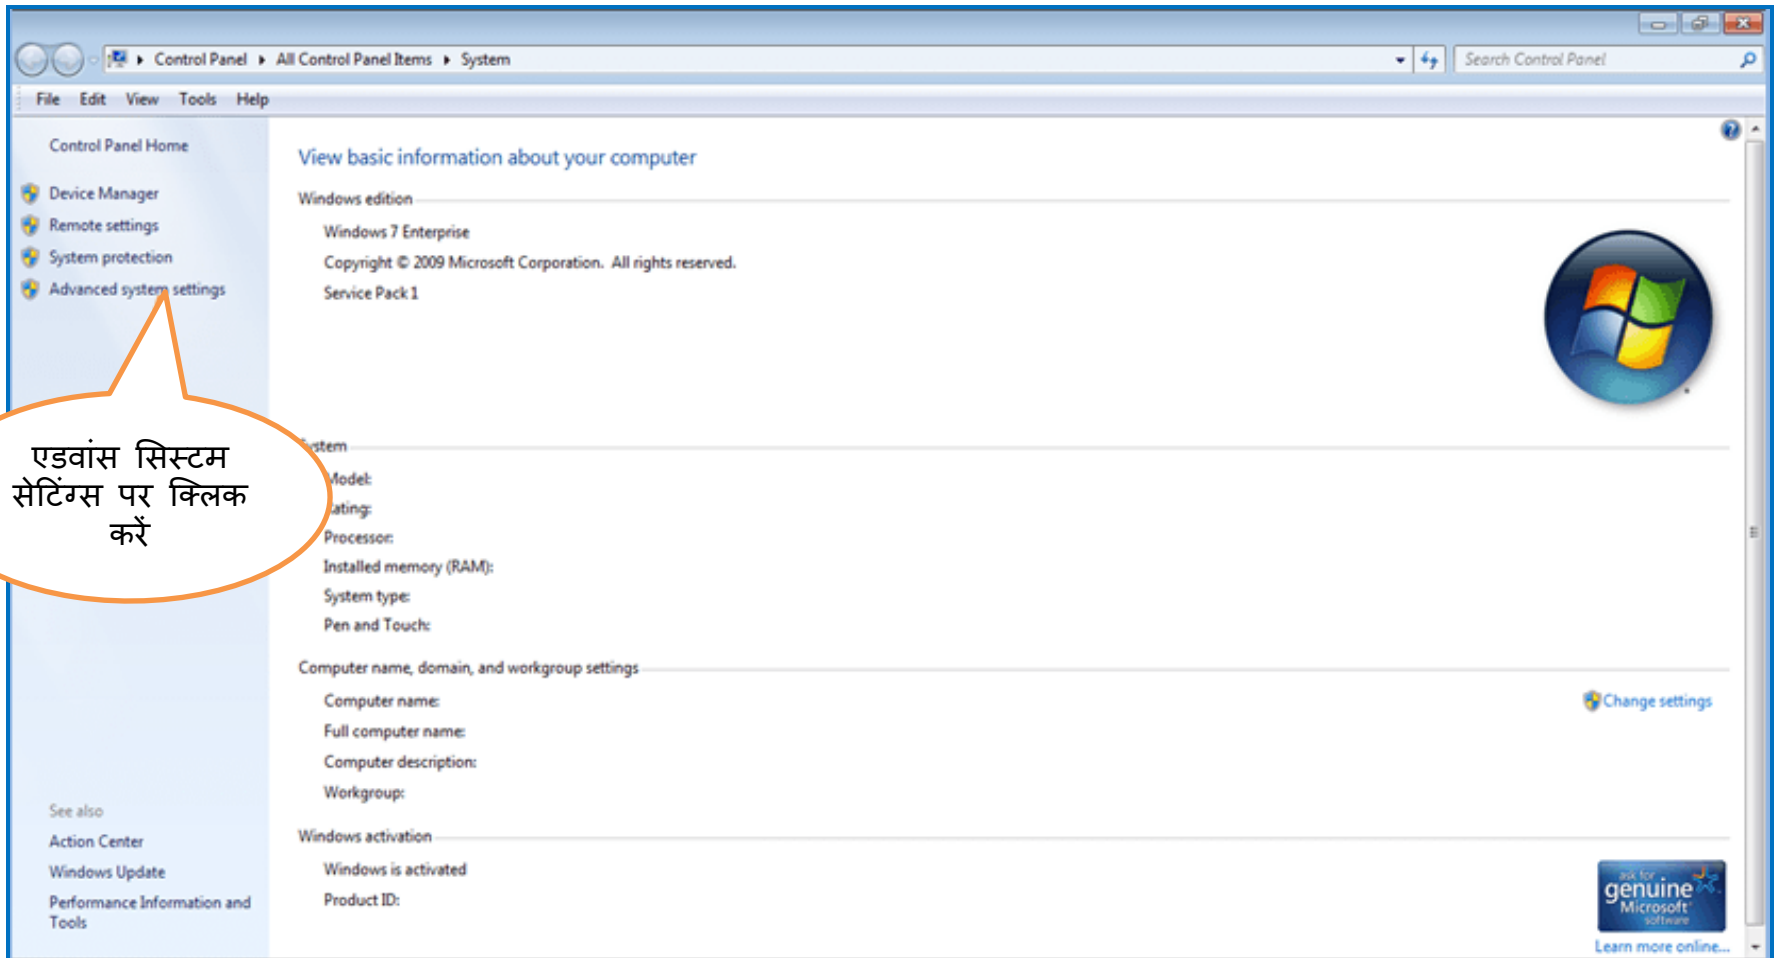 Control Panel ▸ All Control Panel Items ▸ System
Search Control Panel
File Edit View Tools Help
Control Panel Home
Device Manager
Remote settings
System protection
Advanced system settings
एडवांस सिस्टम
सेटिंग्स पर क्लिक
करें
See also
Action Center
Windows Update
Performance Information and
Tools
View basic information about your computer
Windows edition
Windows 7 Enterprise
Copyright © 2009 Microsoft Corporation. All rights reserved.
Service Pack 1
stem
Model:
ating:
Processor:
Installed memory (RAM):
System type:
Pen and Touch:
Computer name, domain, and workgroup settings
Computer name:
Change settings
Full computer name:
Computer description:
Workgroup:
Windows activation
Windows is activated
Product ID:
ask for
genuine
Microsoft
software
Learn more online...